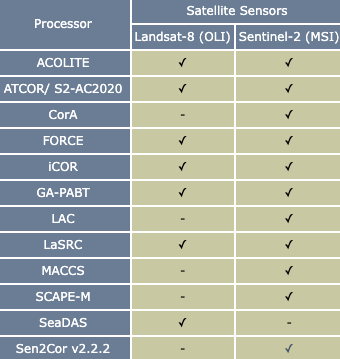 Processor Satellite Sensors
Landsat-8 (OLI) Sentinel-2 (MSI)
ACOLITE ✓ ✓
ATCOR/ S2-AC2020 ✓ ✓
CorA - ✓
FORCE ✓ ✓
iCOR ✓ ✓
GA-PABT ✓ ✓
LAC - ✓
LaSRC ✓ ✓
MACCS - ✓
SCAPE-M - ✓
SeaDAS ✓ -
Sen2Cor v2.2.2 - ✓